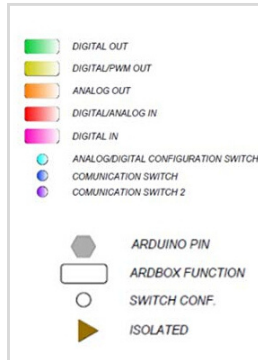 DIGITAL OUT
DIGITAL/PWM OUT
ANALOG OUT
DIGITAL/ANALOG IN
DIGITAL IN
ANALOG/DIGITAL CONFIGURATION SWITCH
COMUNICATION SWITCH
COMUNICATION SWITCH 2
ARDUINO PIN
ARDBOX FUNCTION
SWITCH CONF.
ISOLATED